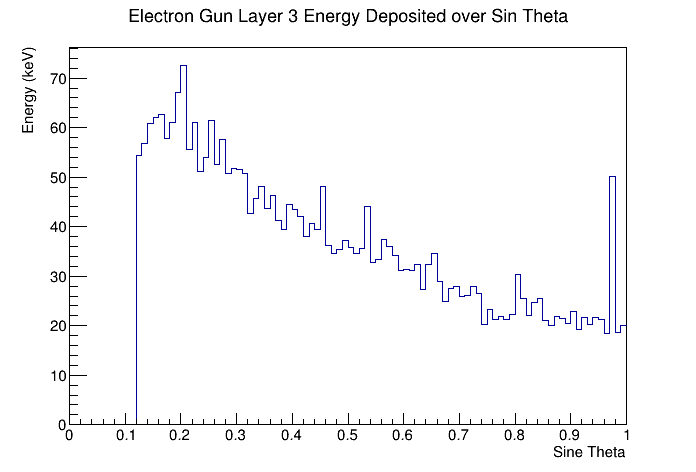 Electron Gun Layer 3 Energy Deposited over Sin Theta
Energy (keV)
70
60
50
40
30
20
10
0
0 0.1 0.2 0.3 0.4 0.5 0.6 0.7 0.8 0.9 1
Sine Theta